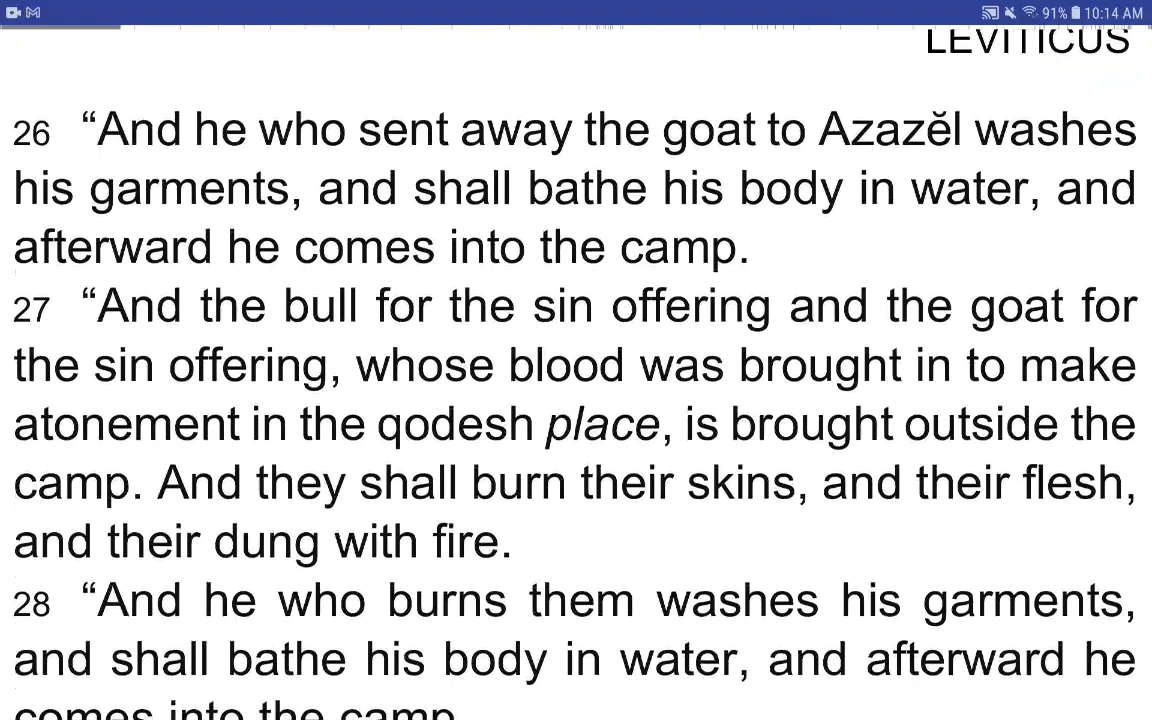 91% 10:14 AM
LEVITICUS
26 “And he who sent away the goat to Azazĕl washes
his garments, and shall bathe his body in water, and
afterward he comes into the camp.
27 “And the bull for the sin offering and the goat for
the sin offering, whose blood was brought in to make
atonement in the qodesh place, is brought outside the
camp. And they shall burn their skins, and their flesh,
and their dung with fire.
28 “And he who burns them washes his garments,
and shall bathe his body in water, and afterward he
comes into the camp.